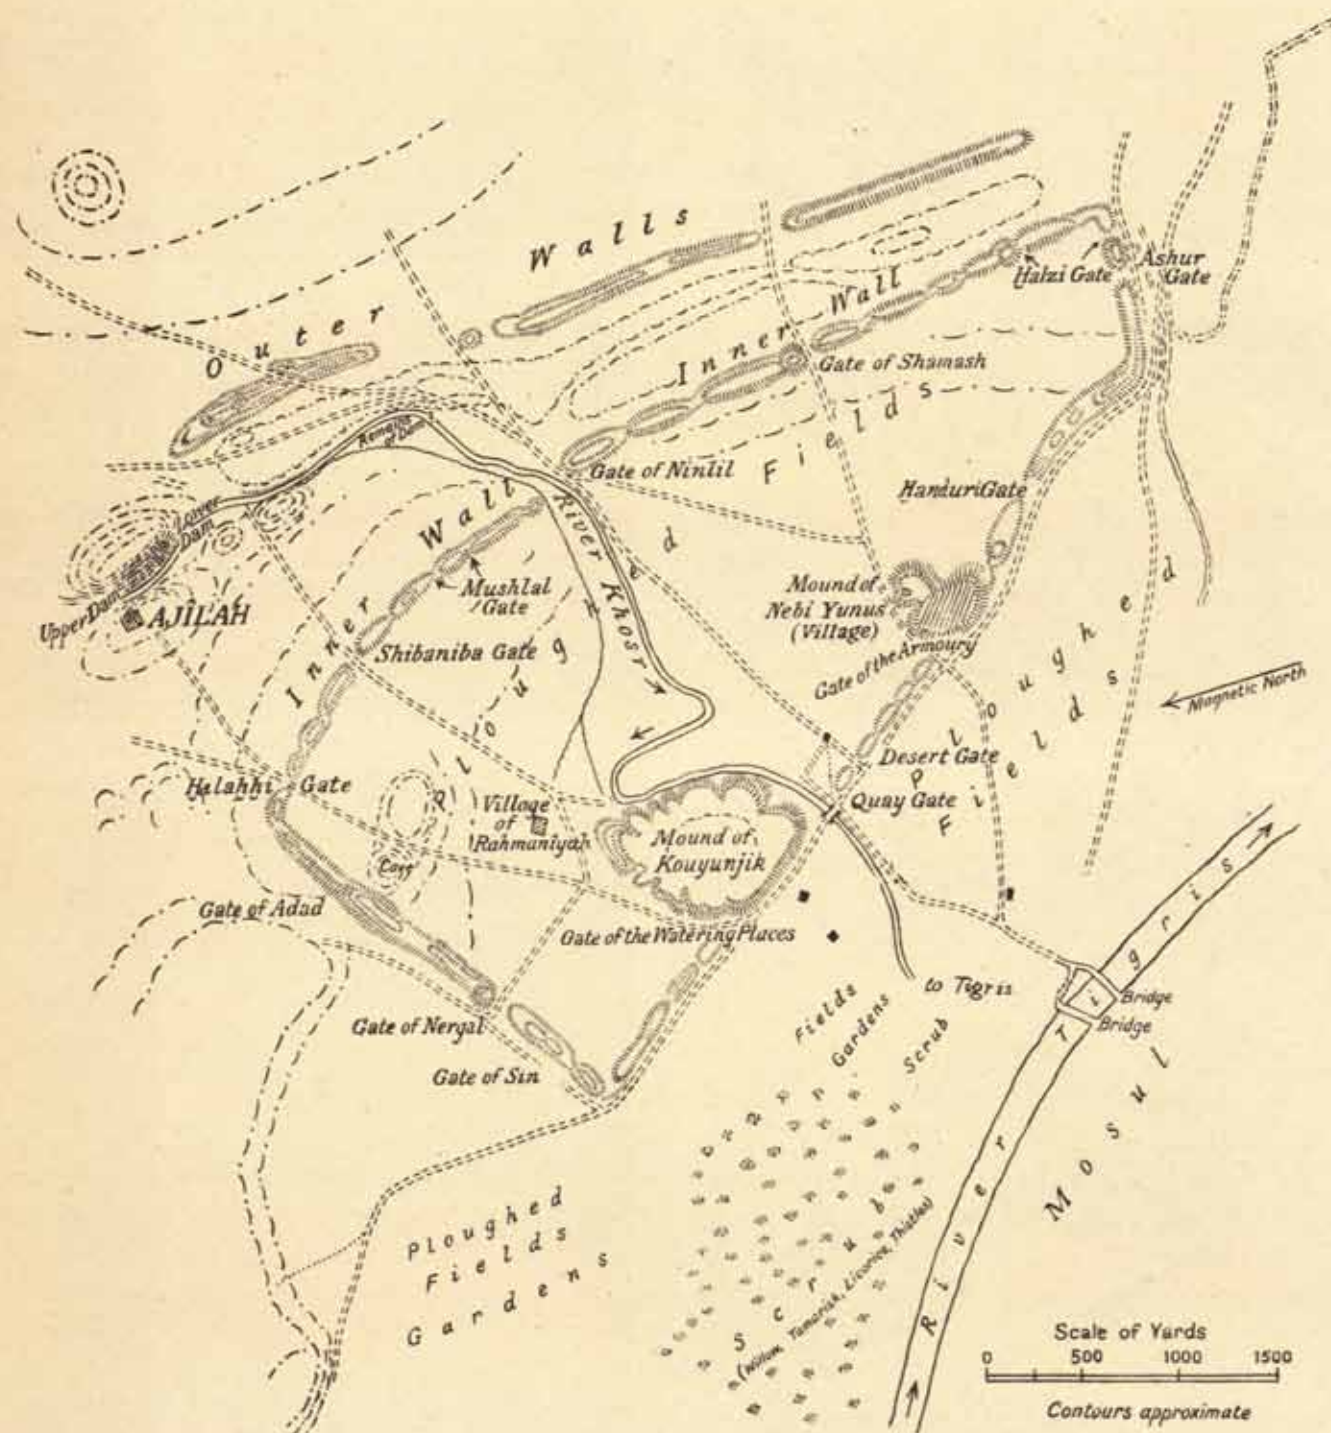 Outer
Walls
Inner Wall
Halzi Gate
Ashur
Gate
Gate of Shamash
Fields
Gate of Ninlil
Handuri Gate
Remains
of Dam
Lower
Dam
Upper Dam
AJILAH
Inner Wall
Mushlal
Gate
Shibaniba Gate
River Khosr
Ploughed
Mound of
Nebi Yunus
(Village)
Gate of the Armoury
Ploughed
Fields
Magnetic North
Desert Gate
Quay Gate
Halahhi Gate
Village
of
Rahmaniyah
Mound of
Kouyunjik
Gate of Adad
Gate of the Watering Places
to Tigris
Bridge
Bridge
Gate of Nergal
Gate of Sin
Fields
Gardens
Scrub
River Tigris
Mosul
Ploughed
Fields
Gardens
Scrub
(Willow, Tamarisk, Licorice, Thistles)
Scale of Yards
0 500 1000 1500
Contours approximate